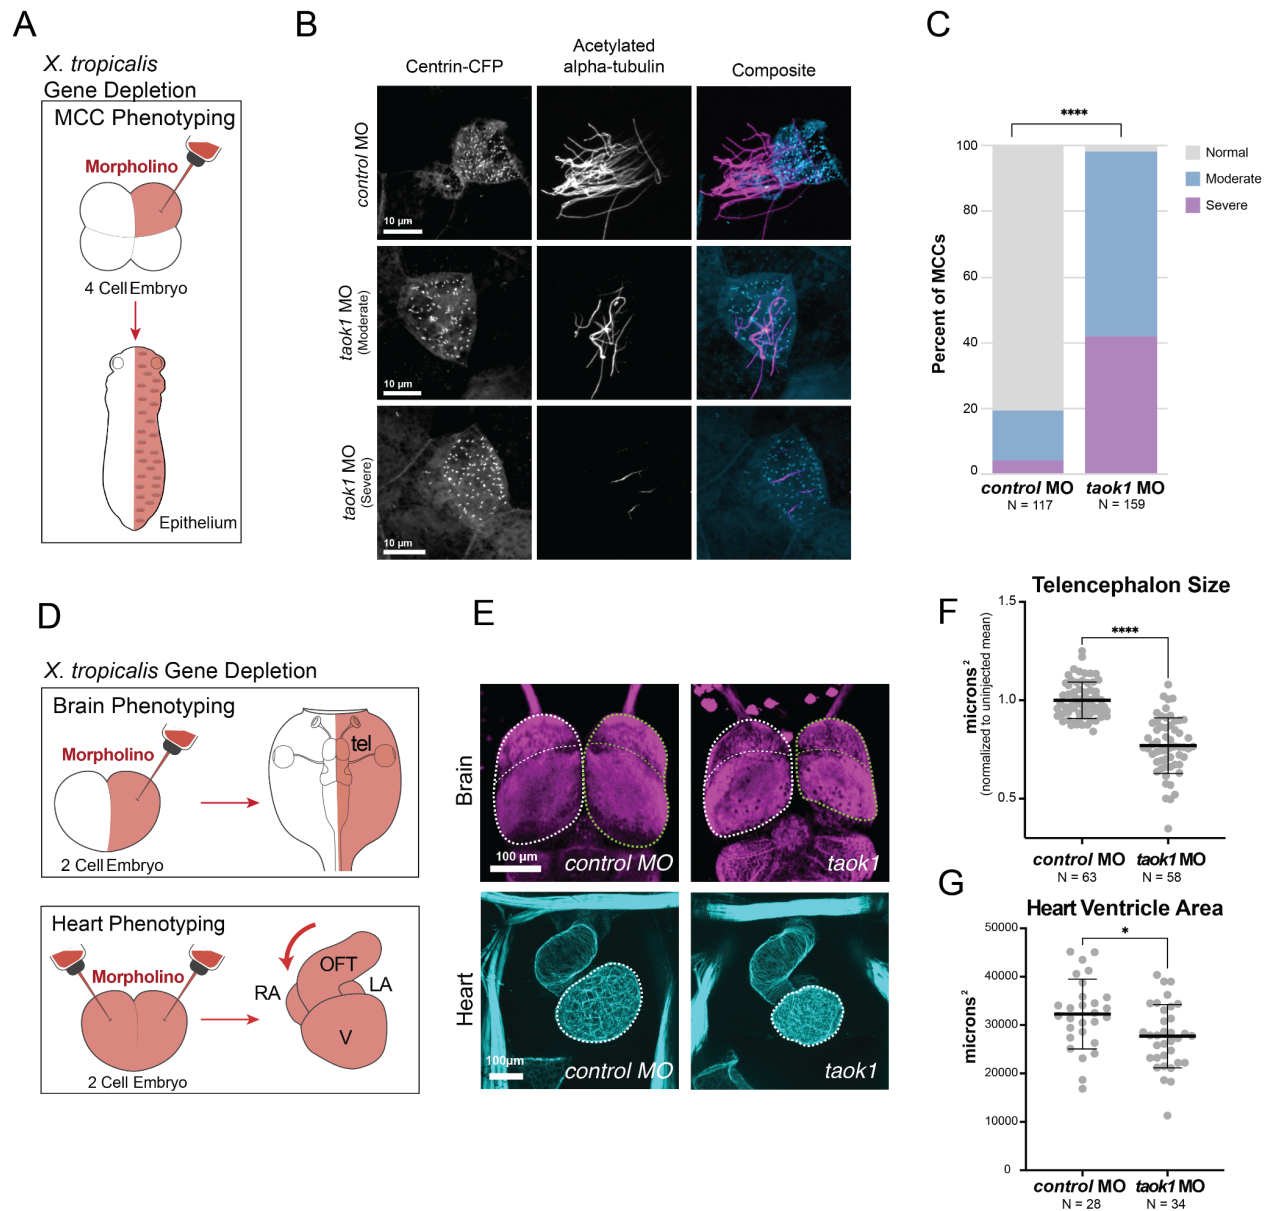 A
X. tropicalis
Gene Depletion
MCC Phenotyping
Morpholino
4 Cell Embryo
Epithelium
B
Centrin-CFP
Acetylated
alpha-tubulin
Composite
control MO
10 µm
taok1 MO
(Moderate)
10 µm
taok1 MO
(Severe)
10 µm
C
****
Percent of MCCs
100
80
60
40
20
0
Normal
Moderate
Severe
control MO
N = 117
taok1 MO
N = 159
D
X. tropicalis Gene Depletion
Brain Phenotyping
Morpholino
2 Cell Embryo
tel
Heart Phenotyping
Morpholino
2 Cell Embryo
RA
OFT
LA
V
E
Brain
100 µm
control MO
taok1
Heart
100µm
control MO
taok1
F
Telencephalon Size
microns²
(normalized to uninjected mean)
1.5
1.0
0.5
****
control MO
N = 63
taok1 MO
N = 58
G
Heart Ventricle Area
microns²
50000
40000
30000
20000
10000
0
*
control MO
N = 28
taok1 MO
N = 34